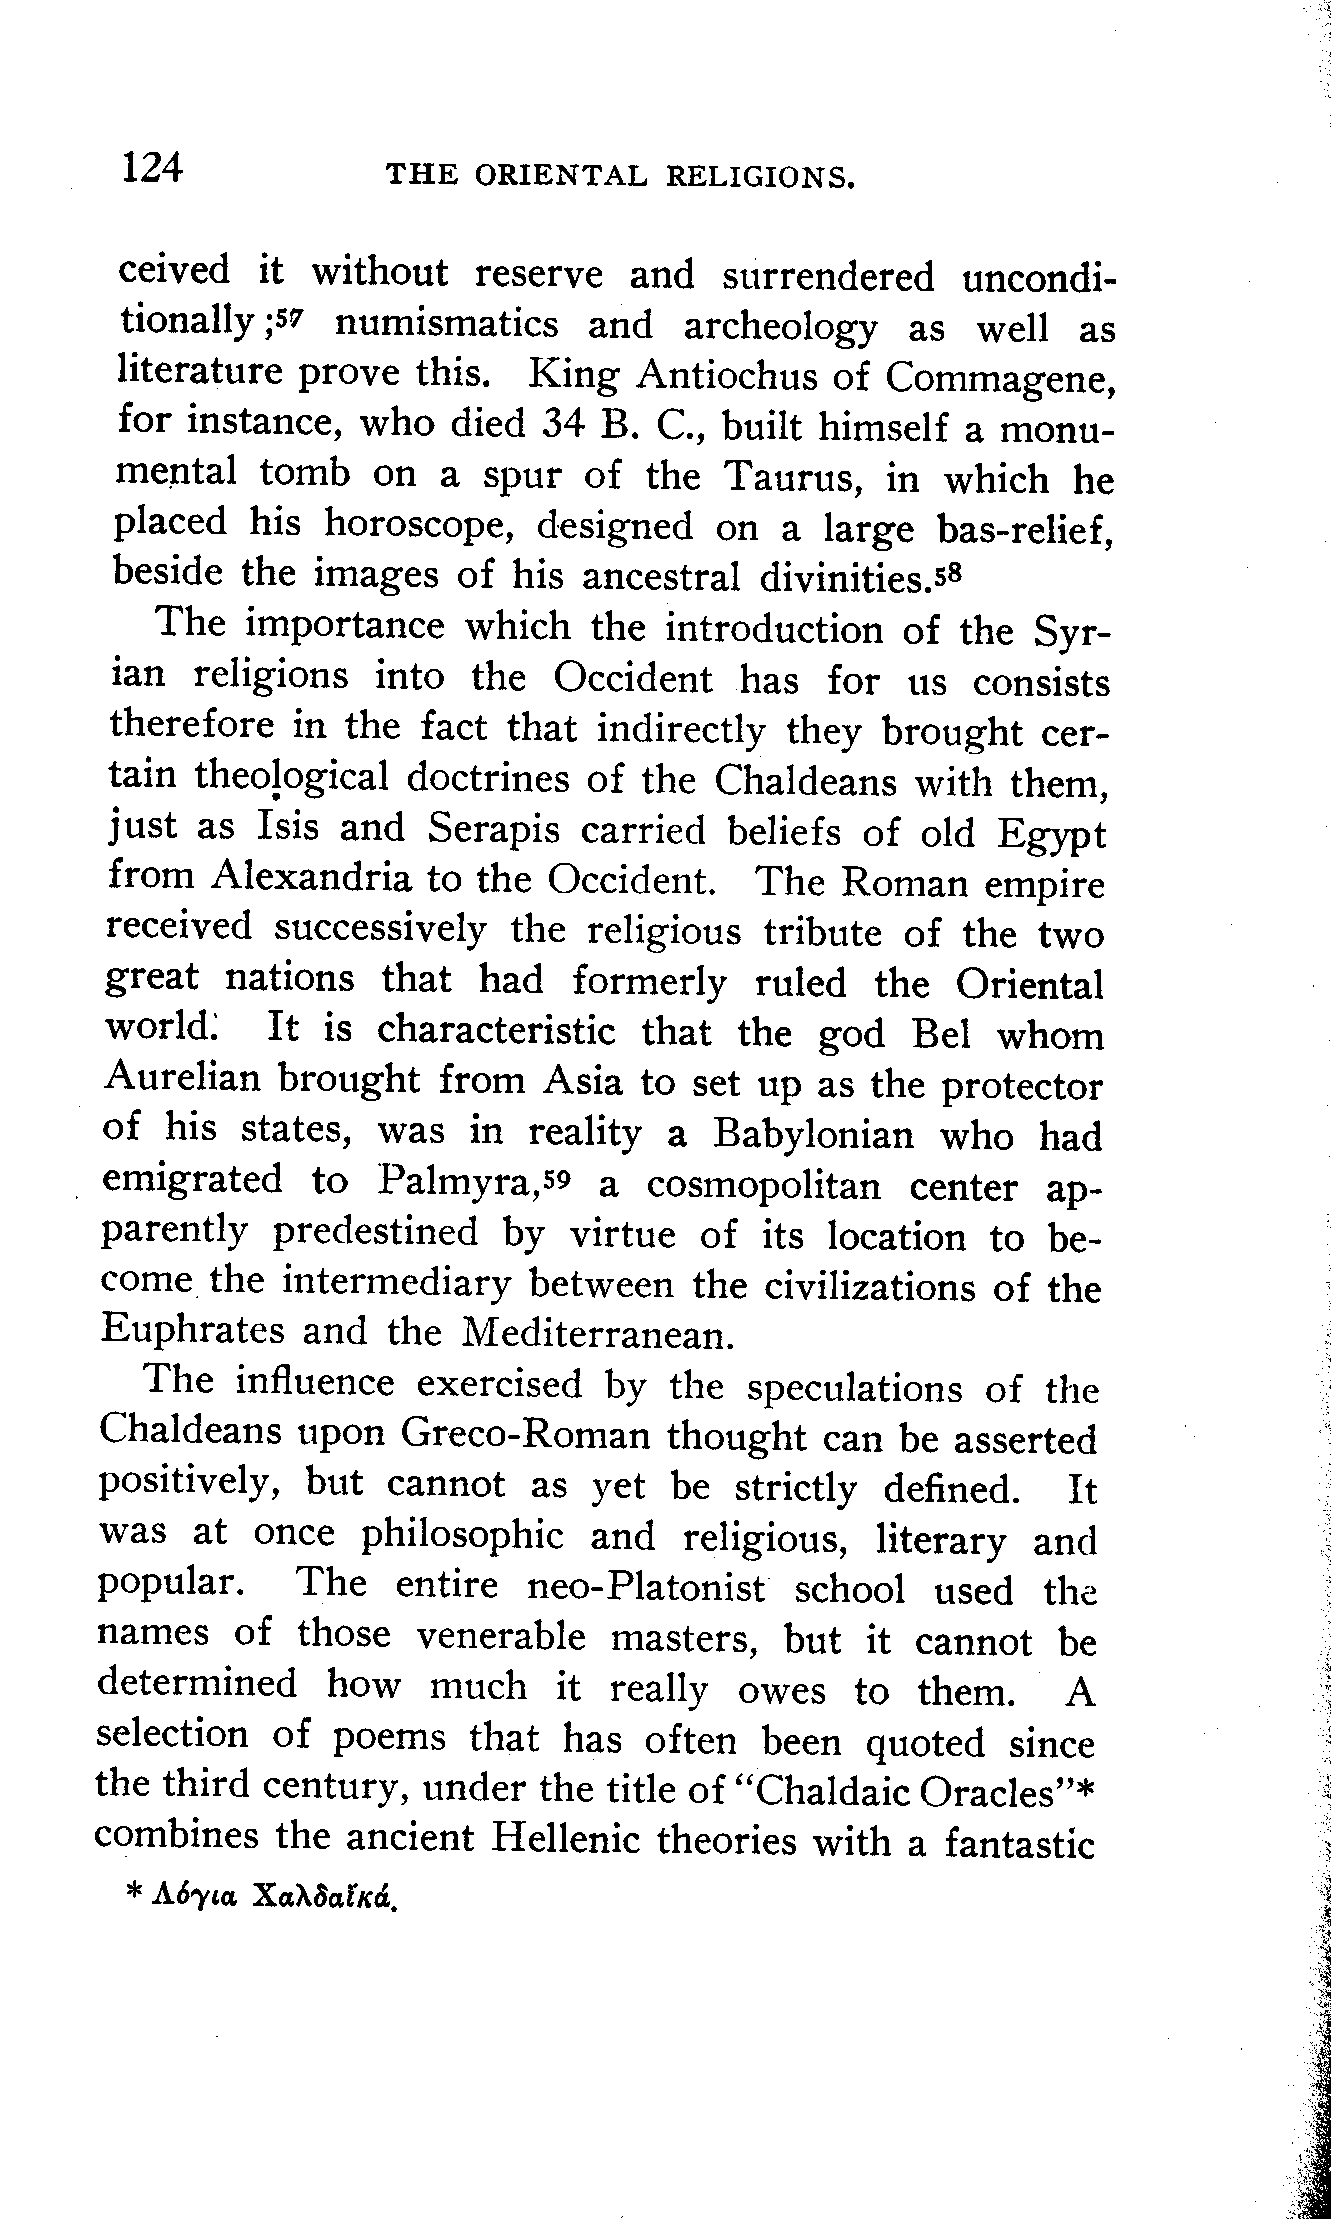 124 THE ORIENTAL RELIGIONS.
ceived it without reserve and surrendered uncondi-
tionally;57 numismatics and archeology as well as
literature prove this. King Antiochus of Commagene,
for instance, who died 34 B. C., built himself a monu-
mental tomb on a spur of the Taurus, in which he
placed his horoscope, designed on a large bas-relief,
beside the images of his ancestral divinities.58
The importance which the introduction of the Syr-
ian religions into the Occident has for us consists
therefore in the fact that indirectly they brought cer-
tain theological doctrines of the Chaldeans with them,
just as Isis and Serapis carried beliefs of old Egypt
from Alexandria to the Occident. The Roman empire
received successively the religious tribute of the two
great nations that had formerly ruled the Oriental
world. It is characteristic that the god Bel whom
Aurelian brought from Asia to set up as the protector
of his states, was in reality a Babylonian who had
emigrated to Palmyra,59 a cosmopolitan center ap-
parently predestined by virtue of its location to be-
come the intermediary between the civilizations of the
Euphrates and the Mediterranean.
The influence exercised by the speculations of the
Chaldeans upon Greco-Roman thought can be asserted
positively, but cannot as yet be strictly defined. It
was at once philosophic and religious, literary and
popular. The entire neo-Platonist school used the
names of those venerable masters, but it cannot be
determined how much it really owes to them. A
selection of poems that has often been quoted since
the third century, under the title of "Chaldaic Oracles"*
combines the ancient Hellenic theories with a fantastic
* Λόγια Χαλδαϊκά.